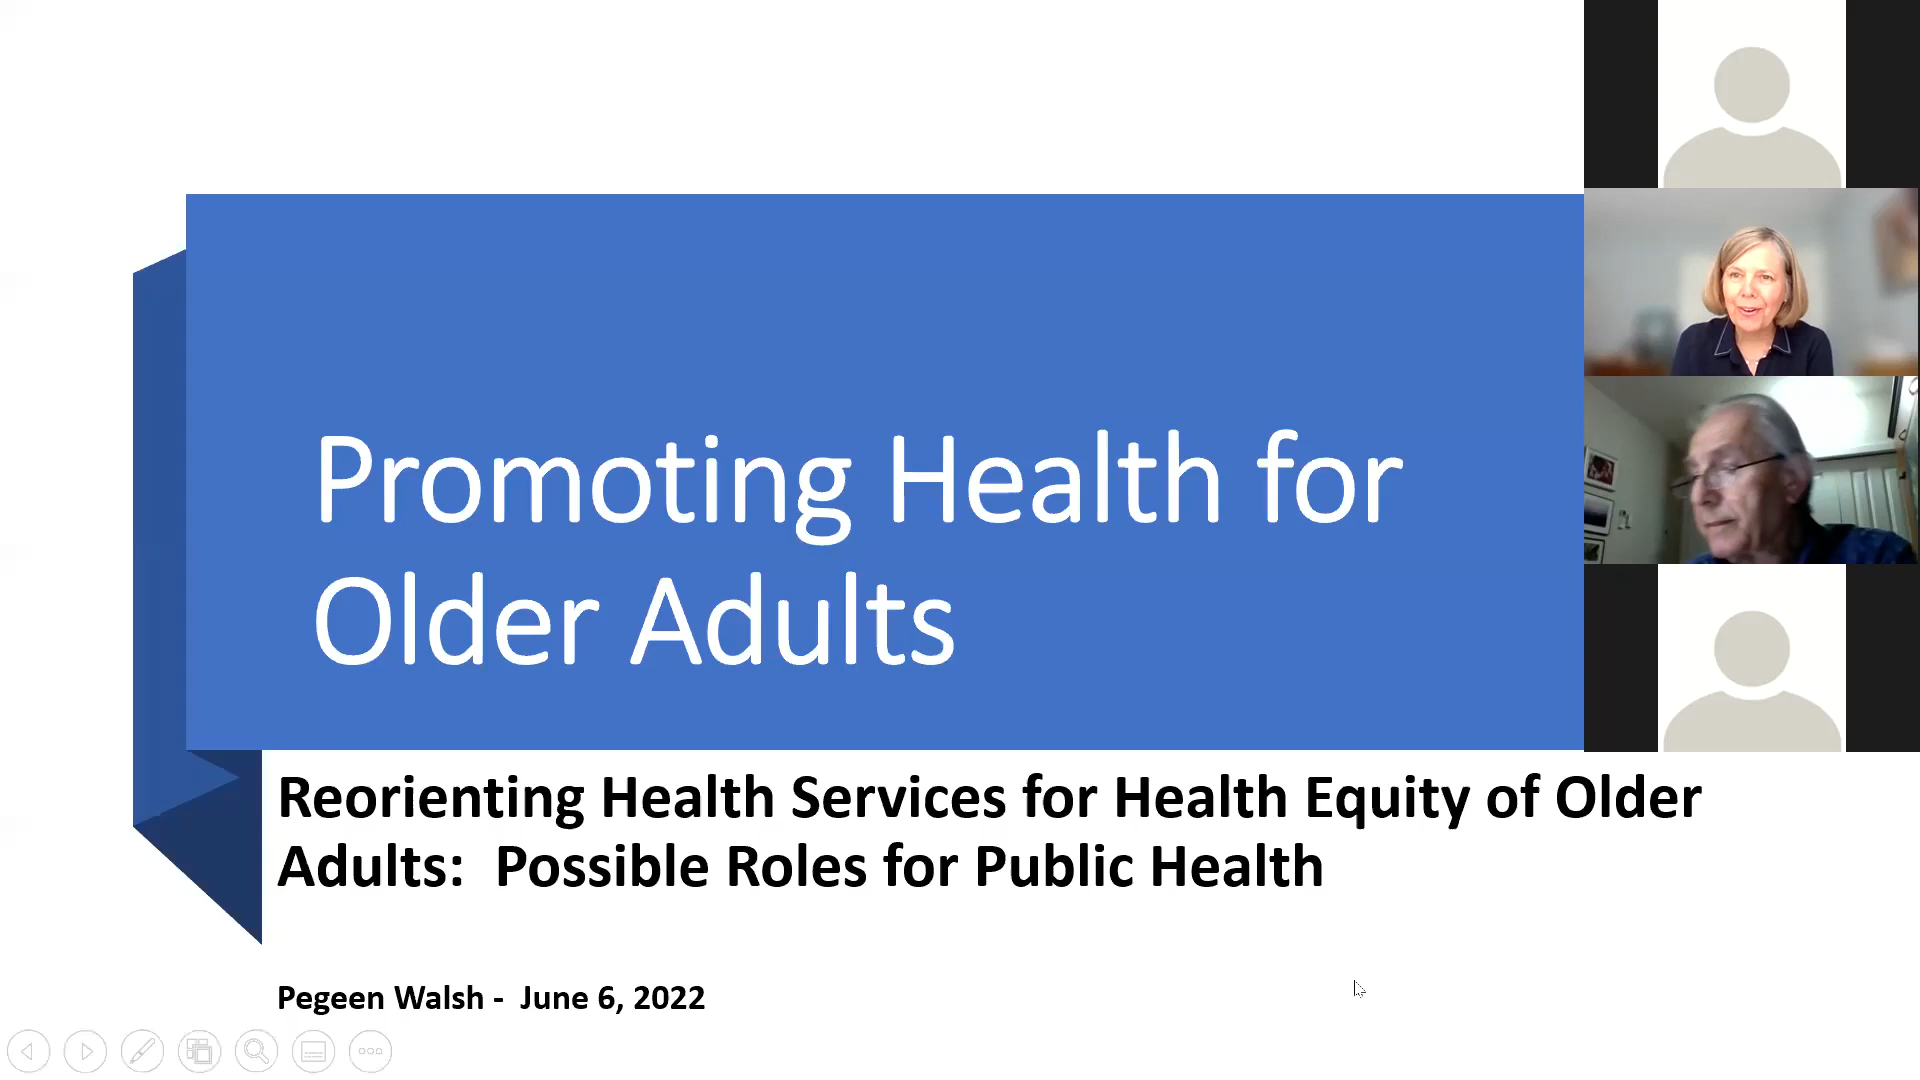 Promoting Health for
Older Adults
Reorienting Health Services for Health Equity of Older
Adults:  Possible Roles for Public Health
Pegeen Walsh -  June 6, 2022